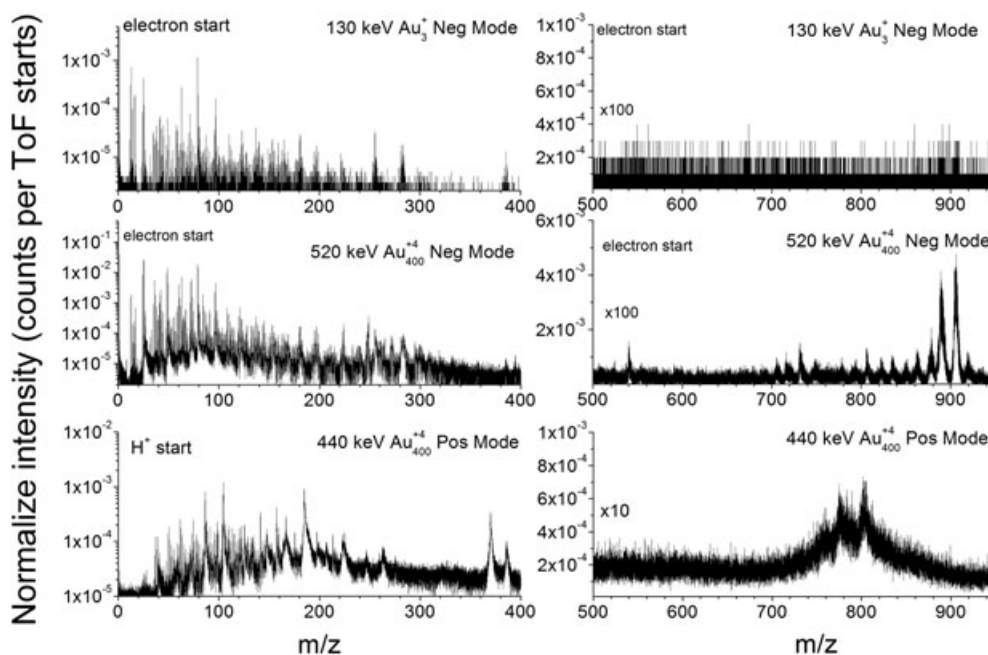 Normalize intensity (counts per ToF starts)
electron start
130 keV Au₃⁺ Neg Mode
1x10⁻³
1x10⁻⁴
1x10⁻⁵
0 100 200 300 400
electron start
130 keV Au₃⁺ Neg Mode
x100
1x10⁻³
8x10⁻⁴
6x10⁻⁴
4x10⁻⁴
2x10⁻⁴
500 600 700 800 900
electron start
520 keV Au₄₀₀⁺⁴ Neg Mode
1x10⁻¹
1x10⁻²
1x10⁻³
1x10⁻⁴
1x10⁻⁵
0 100 200 300 400
electron start
520 keV Au₄₀₀⁺⁴ Neg Mode
x100
6x10⁻³
4x10⁻³
2x10⁻³
500 600 700 800 900
H⁺ start
440 keV Au₄₀₀⁺⁴ Pos Mode
1x10⁻²
1x10⁻³
1x10⁻⁴
1x10⁻⁵
0 100 200 300 400
m/z
440 keV Au₄₀₀⁺⁴ Pos Mode
x10
1x10⁻³
8x10⁻⁴
6x10⁻⁴
4x10⁻⁴
2x10⁻⁴
500 600 700 800 900
m/z